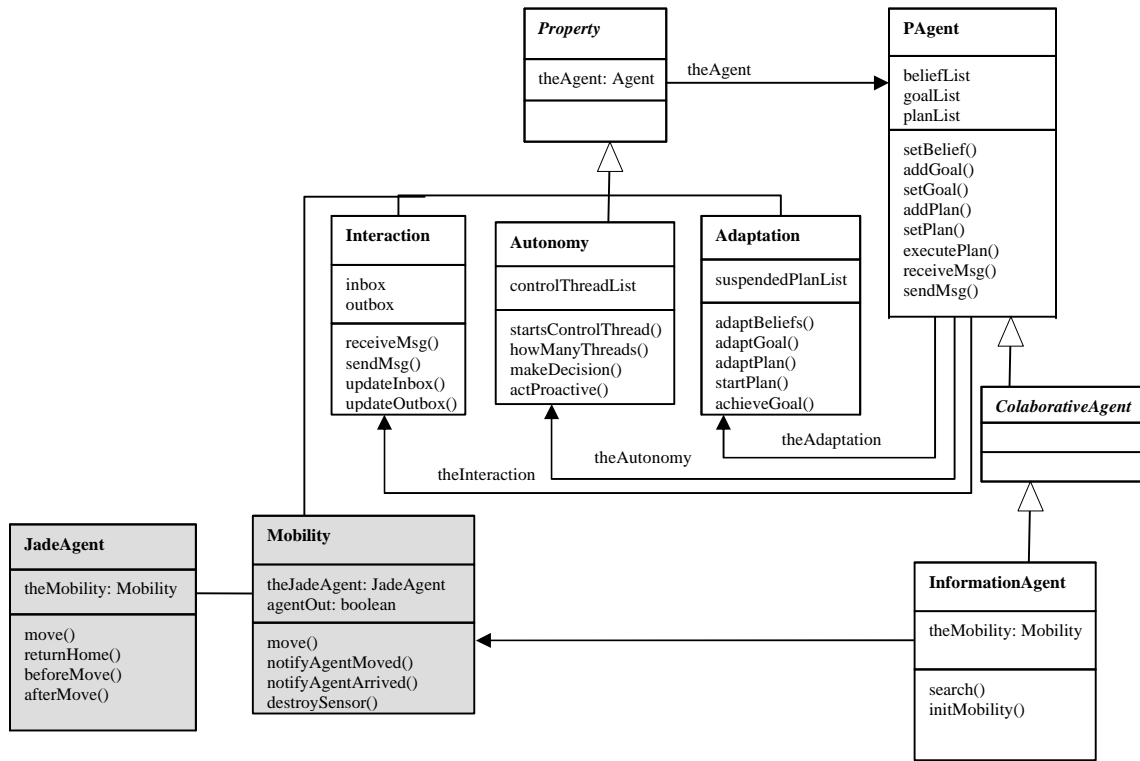 Property
theAgent: Agent
theAgent
PAgent
beliefList
goalList
planList
setBelief()
addGoal()
setGoal()
addPlan()
setPlan()
executePlan()
receiveMsg()
sendMsg()
Interaction
inbox
outbox
receiveMsg()
sendMsg()
updateInbox()
updateOutbox()
Autonomy
controlThreadList
startsControlThread()
howManyThreads()
makeDecision()
actProactive()
Adaptation
suspendedPlanList
adaptBeliefs()
adaptGoal()
adaptPlan()
startPlan()
achieveGoal()
theAdaptation
theAutonomy
theInteraction
ColaborativeAgent
JadeAgent
theMobility: Mobility
move()
returnHome()
beforeMove()
afterMove()
Mobility
theJadeAgent: JadeAgent
agentOut: boolean
move()
notifyAgentMoved()
notifyAgentArrived()
destroySensor()
InformationAgent
theMobility: Mobility
search()
initMobility()